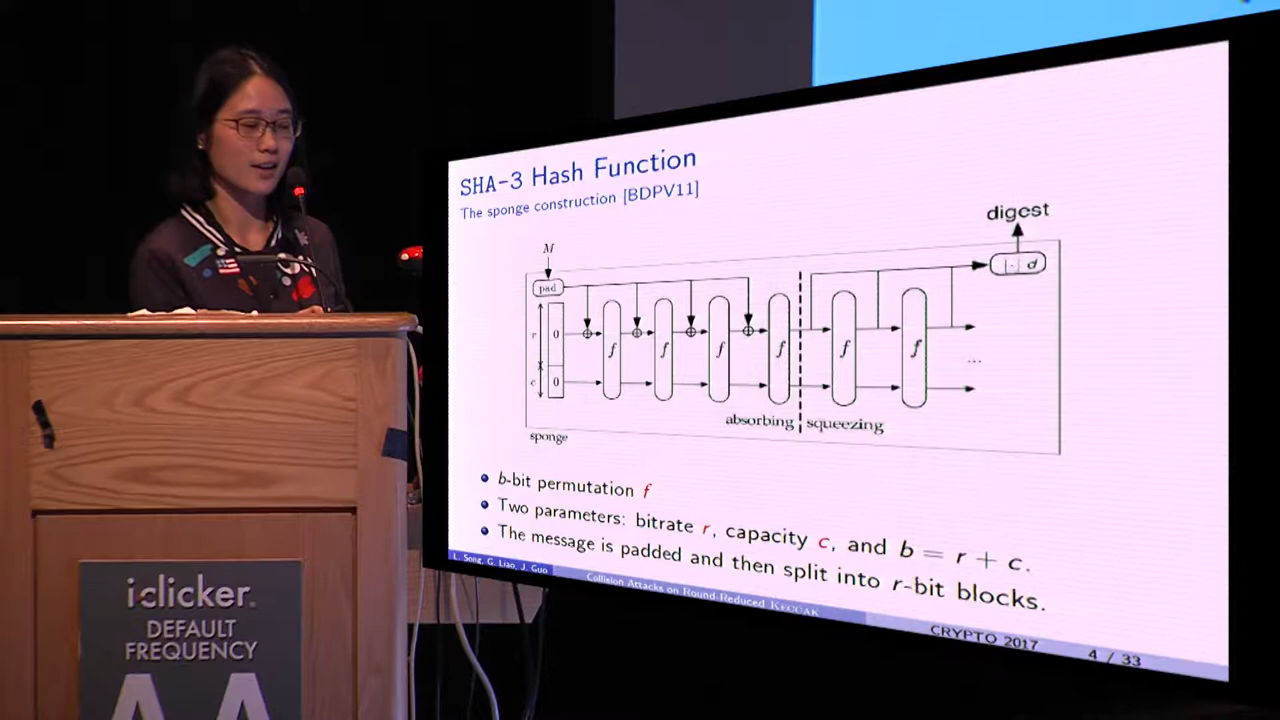 SHA-3 Hash Function
The sponge construction [BDPV11]
digest
M
pad
⌊·⌋d
r
0
f f f f f f
...
c
0
absorbing squeezing
sponge
b-bit permutation f
Two parameters: bitrate r, capacity c, and b = r + c.
The message is padded and then split into r-bit blocks.
L. Song, G. Liao, J. Guo
Collision Attacks on Round-Reduced KECCAK
CRYPTO 2017
4 / 33
iclicker.
DEFAULT
FREQUENCY
AA